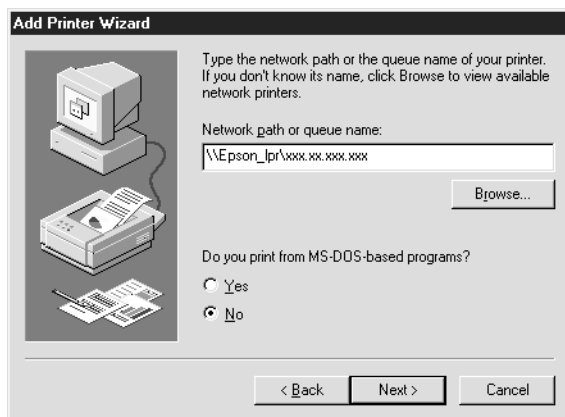 Add Printer Wizard
Type the network path or the queue name of your printer.
If you don't know its name, click Browse to view available
network printers.
Network path or queue name:
\\Epson_lpr\xxx.xx.xxx.xxx
Browse...
Do you print from MS-DOS-based programs?
Yes
No
< Back
Next >
Cancel